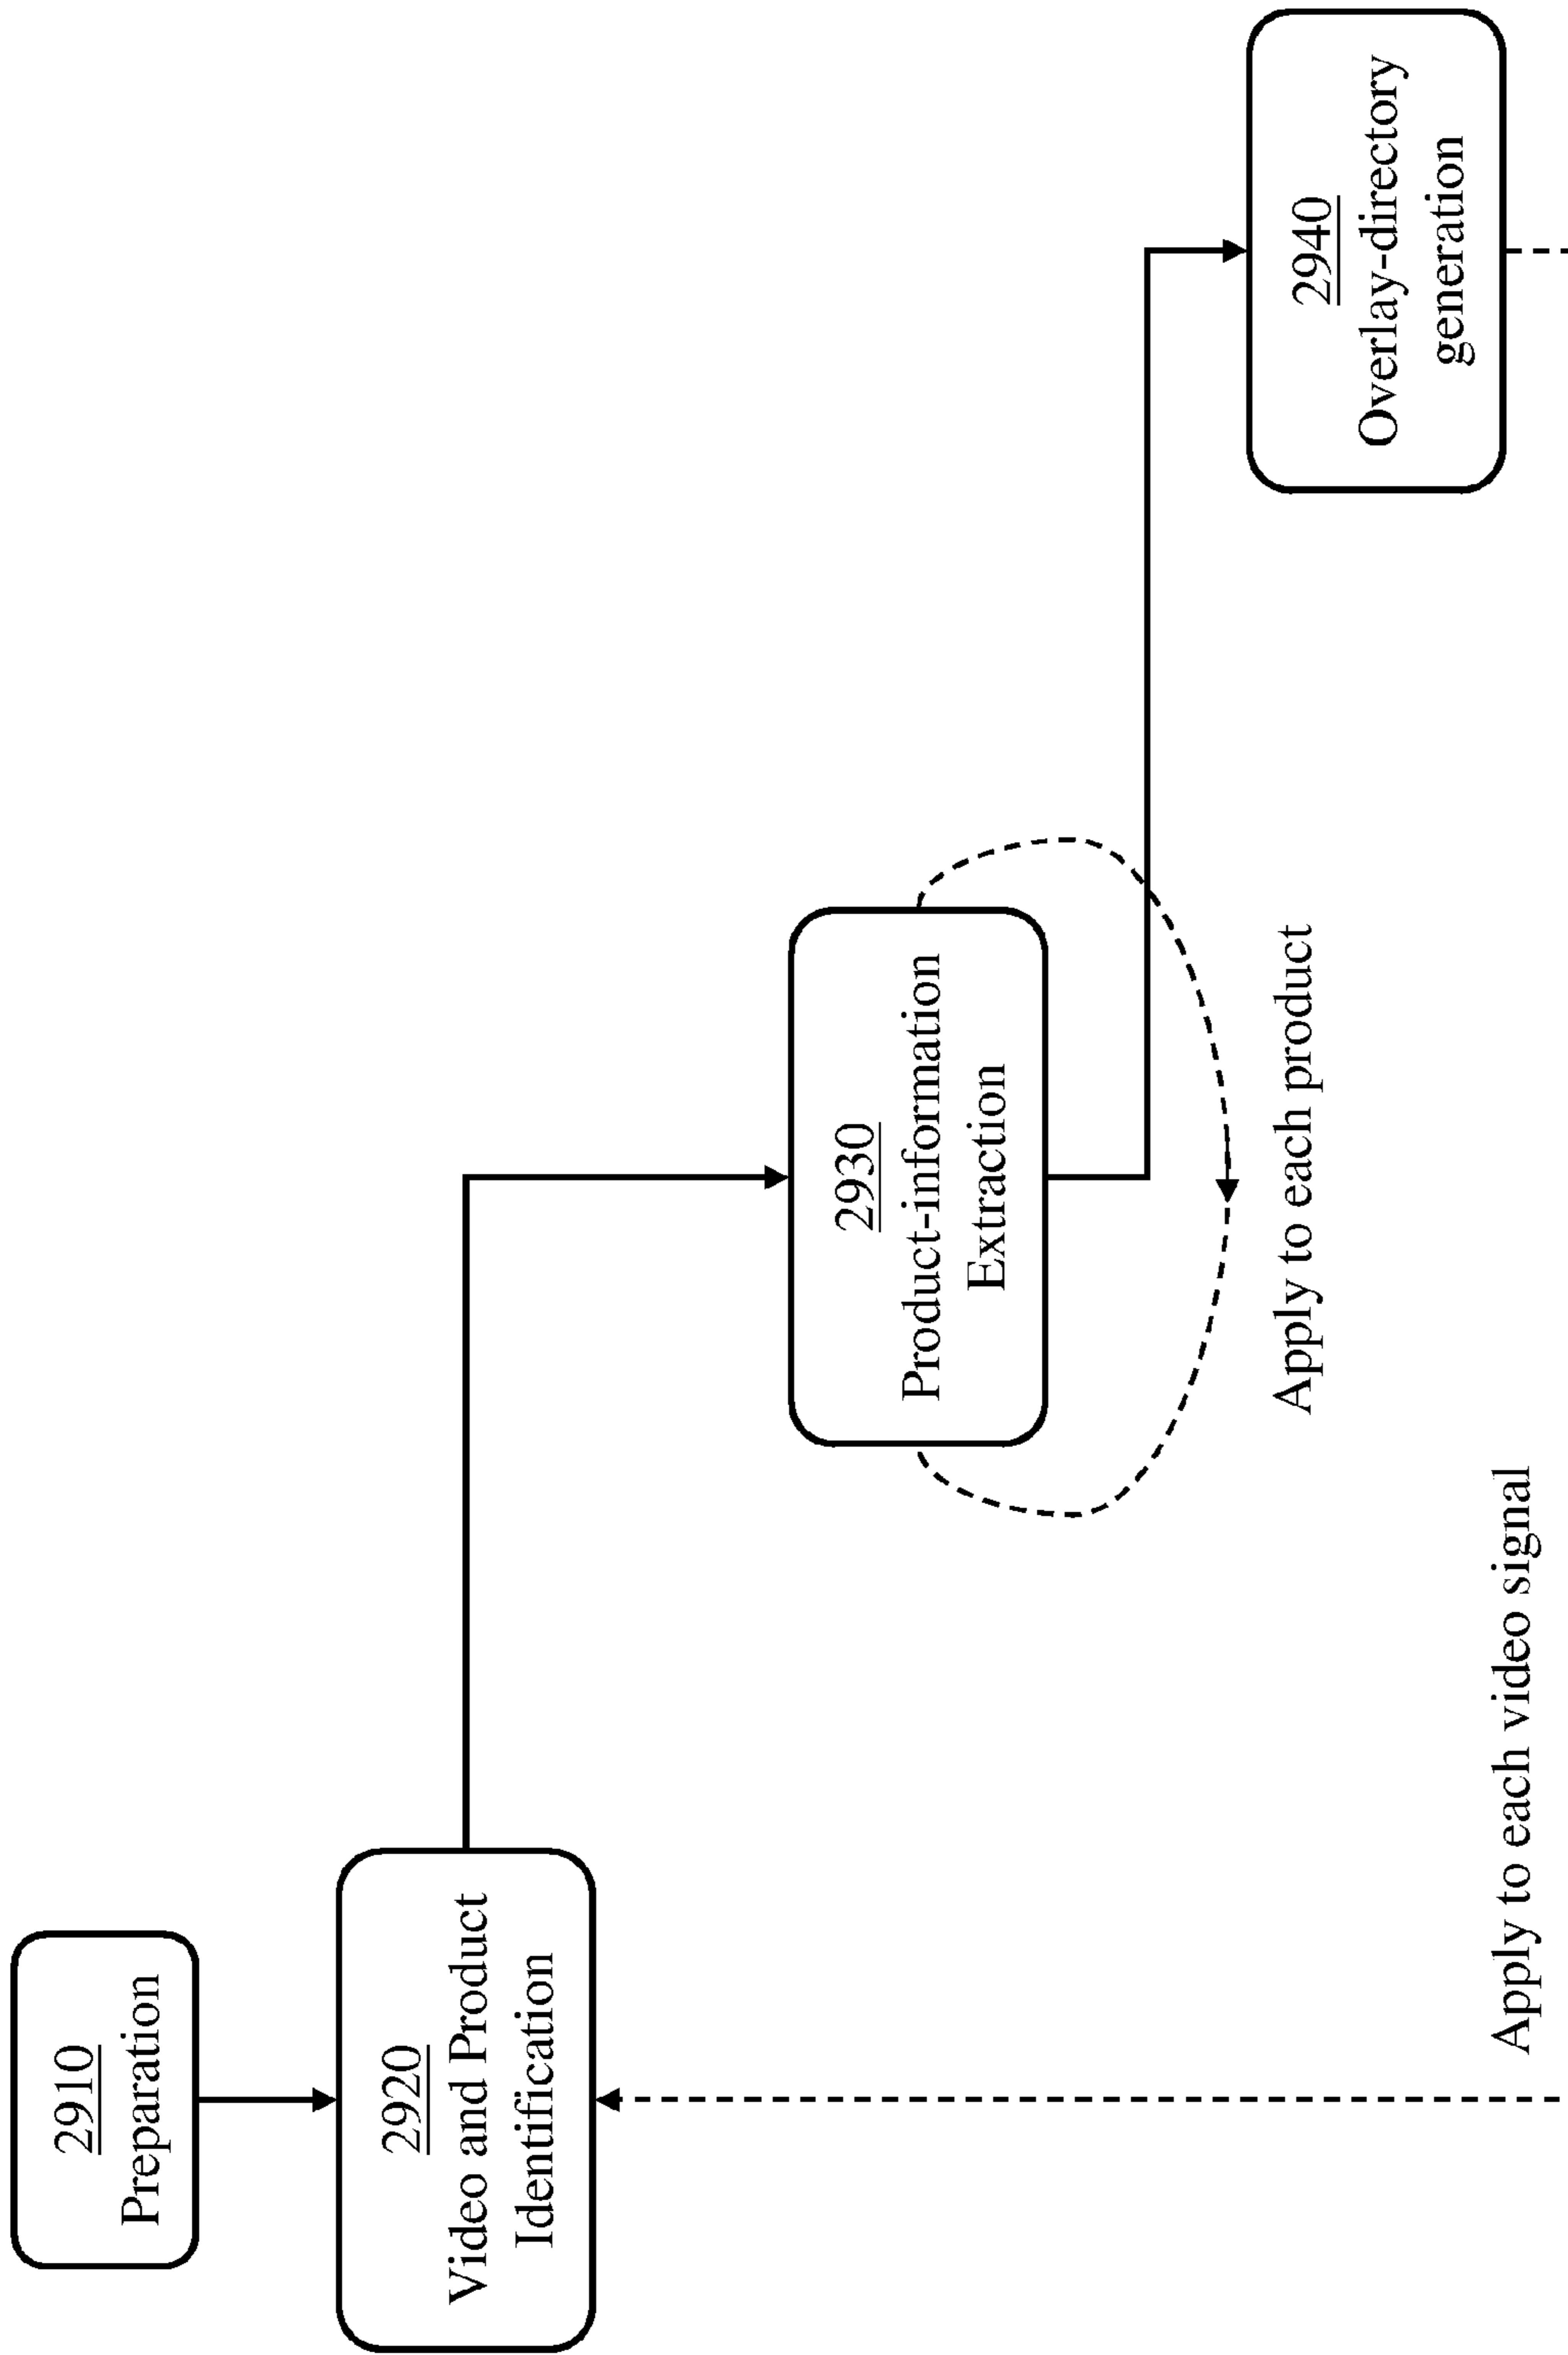 2910
Preparation
2920
Video and Product
Identification
2930
Product-information
Extraction
Apply to each product
2940
Overlay-directory
generation
Apply to each video signal